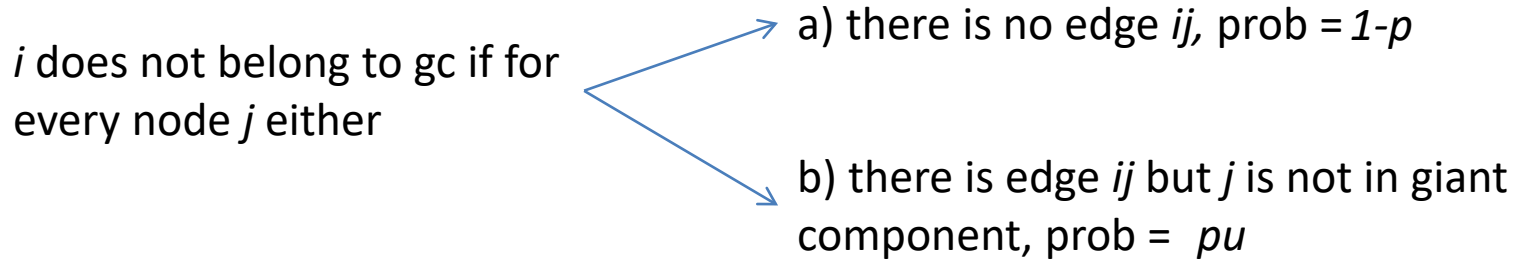 i does not belong to gc if for
every node j either
a) there is no edge ij, prob = 1-p
b) there is edge ij but j is not in giant
component, prob = pu